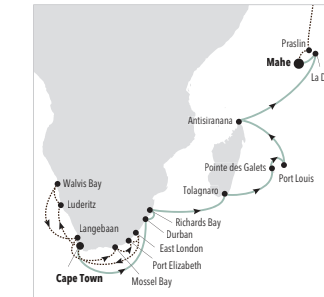 Praslin
Mahe
La D
Antisiranana
Pointe des Galets
Port Louis
Tolagnaro
Walvis Bay
Luderitz
Richards Bay
Langebaan
Durban
East London
Port Elizabeth
Cape Town
Mossel Bay